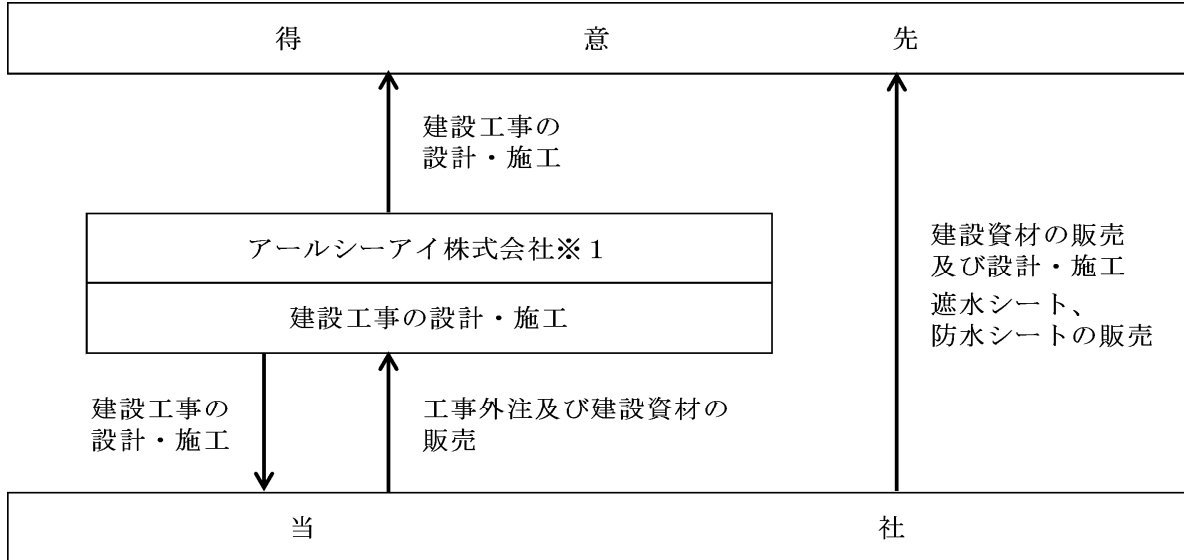 得意先
建設工事の
設計・施工
アールシーアイ株式会社※1
建設工事の設計・施工
建設資材の販売
及び設計・施工
遮水シート、
防水シートの販売
建設工事の
設計・施工
工事外注及び建設資材の
販売
当社